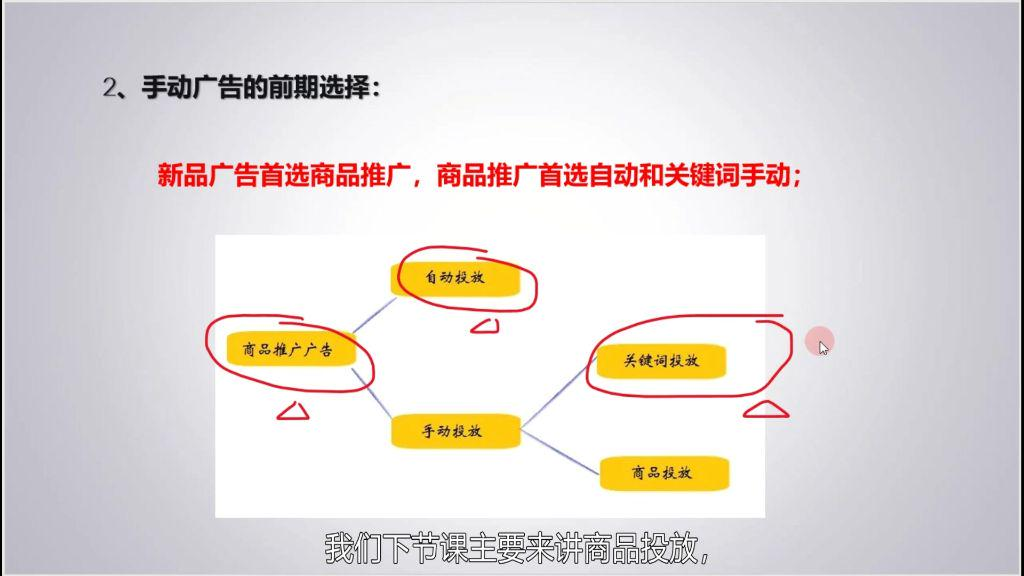 2、手动广告的前期选择：
新品广告首选商品推广，商品推广首选自动和关键词手动；
自动投放
商品推广广告
关键词投放
手动投放
商品投放
我们下节课主要来讲商品投放，